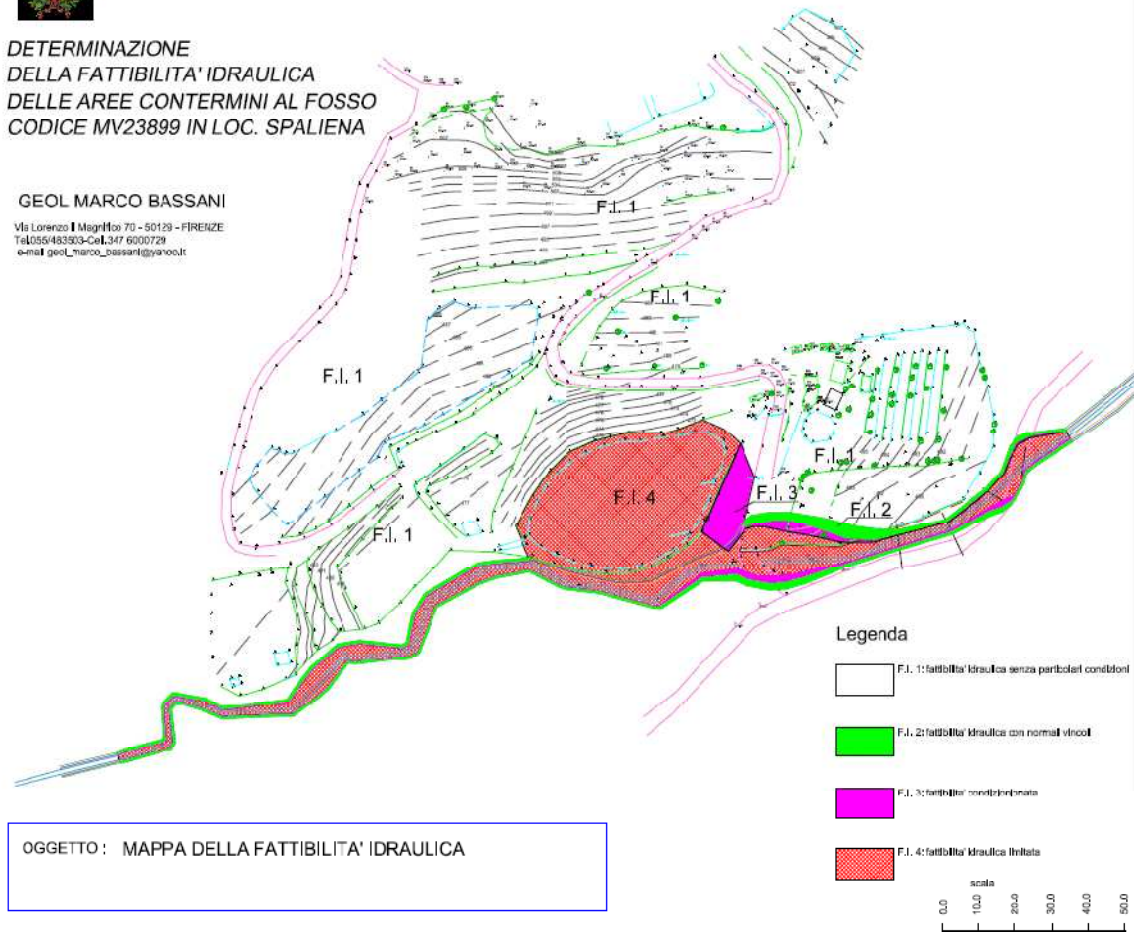 DETERMINAZIONE
DELLA FATTIBILITA' IDRAULICA
DELLE AREE CONTERMINI AL FOSSO
CODICE MV23899 IN LOC. SPALIENA
GEOL MARCO BASSANI
Via Lorenzo Il Magnifico 70 - 50129 - FIRENZE
Tel.055/483503-Cel.347 6000729
e-mail geol_marco_bassani@yahoo.it
F.I. 1
F.I. 1
F.I. 1
F.I. 1
F.I. 4
F.I. 3
F.I. 2
F.I. 1
Legenda
F.I. 1: fattibilita' idraulica senza particolari condizioni
F.I. 2: fattibilita' idraulica con normali vincoli
F.I. 3: fattibilita' condizionata
F.I. 4: fattibilita' idraulica limitata
OGGETTO : MAPPA DELLA FATTIBILITA' IDRAULICA
scala
0.0 10.0 20.0 30.0 40.0 50.0